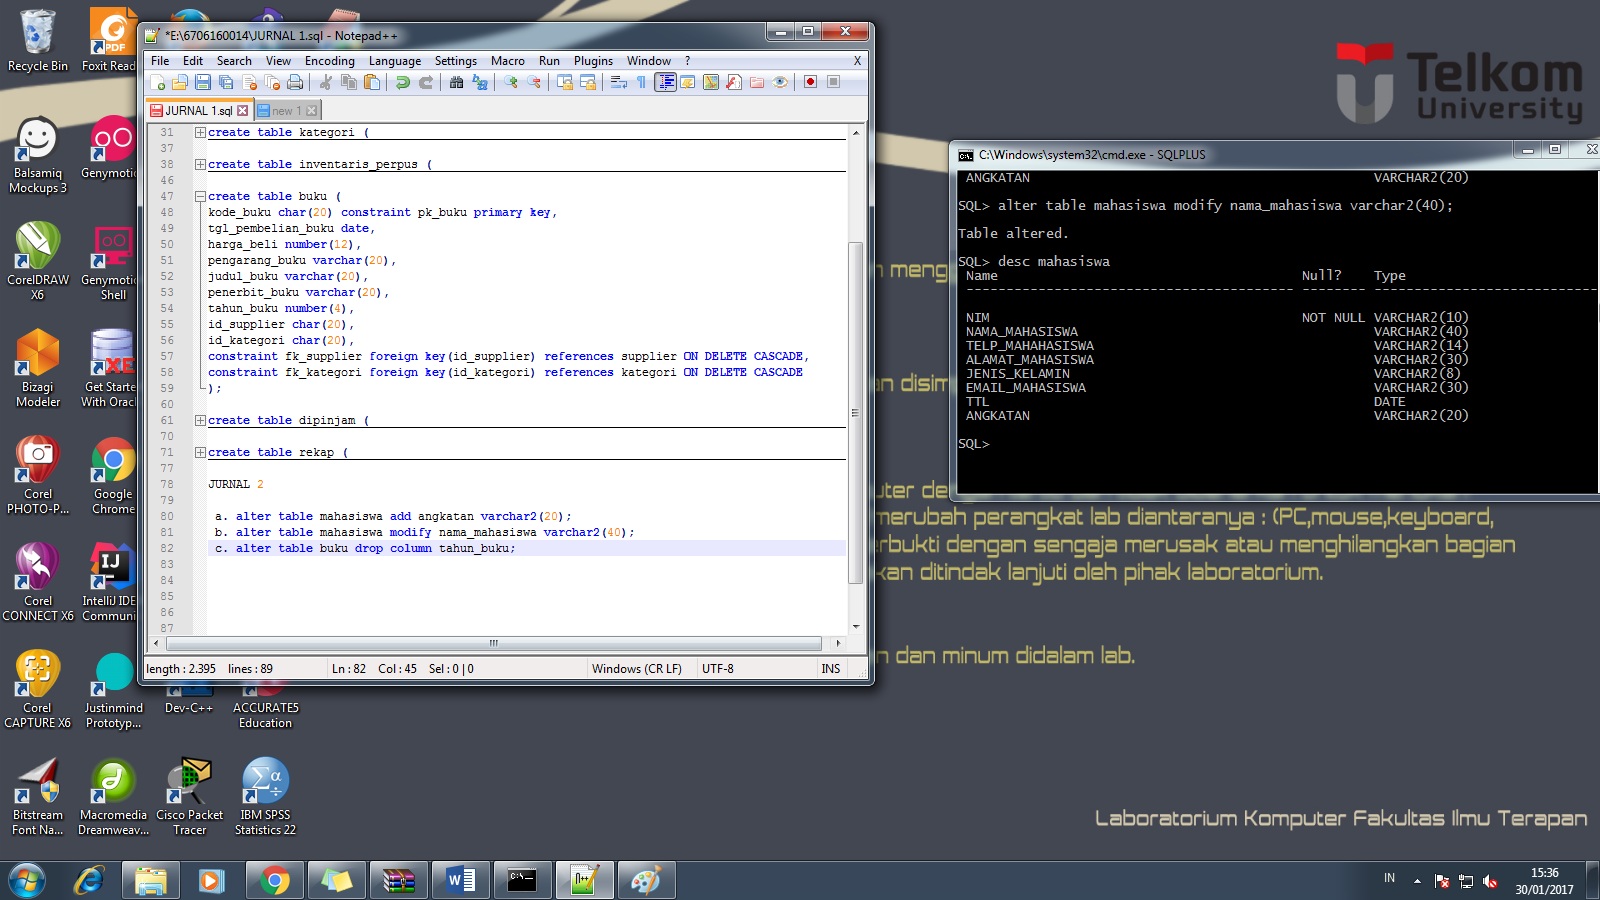 Recycle Bin
Foxit Read
Balsamiq
Mockups 3
Genymotic
CorelDRAW
X6
Genymotic
Shell
Bizagi
Modeler
Get Starte
With Orac
Corel
PHOTO-P...
Google
Chrome
Corel
CONNECT X6
IntelliJ IDE
Communi
Corel
CAPTURE X6
Justinmind
Prototyp...
Dev-C++
ACCURATE5
Education
Bitstream
Font Na...
Macromedia
Dreamweav...
Cisco Packet
Tracer
IBM SPSS
Statistics 22
*E:\6706160014\JURNAL 1.sql - Notepad++
File Edit Search View Encoding Language Settings Macro Run Plugins Window ? X
JURNAL 1.sql new 1
31 create table kategori (
37
38 create table inventaris_perpus (
46
47 create table buku (
48 kode_buku char(20) constraint pk_buku primary key,
49 tgl_pembelian_buku date,
50 harga_beli number(12),
51 pengarang_buku varchar(20),
52 judul_buku varchar(20),
53 penerbit_buku varchar(20),
54 tahun_buku number(4),
55 id_supplier char(20),
56 id_kategori char(20),
57 constraint fk_supplier foreign key(id_supplier) references supplier ON DELETE CASCADE,
58 constraint fk_kategori foreign key(id_kategori) references kategori ON DELETE CASCADE
59 );
60
61 create table dipinjam (
70
71 create table rekap (
77
78 JURNAL 2
79
80 a. alter table mahasiswa add angkatan varchar2(20);
81 b. alter table mahasiswa modify nama_mahasiswa varchar2(40);
82 c. alter table buku drop column tahun_buku;
83
84
85
86
87
length : 2.395 lines : 89 Ln : 82 Col : 45 Sel : 0 | 0 Windows (CR LF) UTF-8 INS
Telkom
University
C:\Windows\system32\cmd.exe - SQLPLUS
ANGKATAN VARCHAR2(20)
SQL> alter table mahasiswa modify nama_mahasiswa varchar2(40);
Table altered.
SQL> desc mahasiswa
Name Null? Type
NIM NOT NULL VARCHAR2(10)
NAMA_MAHASISWA VARCHAR2(40)
TELP_MAHAHASISWA VARCHAR2(14)
ALAMAT_MAHASISWA VARCHAR2(30)
JENIS_KELAMIN VARCHAR2(8)
EMAIL_MAHASISWA VARCHAR2(30)
TTL DATE
ANGKATAN VARCHAR2(20)
SQL>
n meng
an disim
merubah perangkat lab diantaranya : (PC,mouse,keyboard,
erbukti dengan sengaja merusak atau menghilangkan bagian
kan ditindak lanjuti oleh pihak laboratorium.
n dan minum didalam lab.
Laboratorium Komputer Fakultas Ilmu Terapan
IN
15:36
30/01/2017